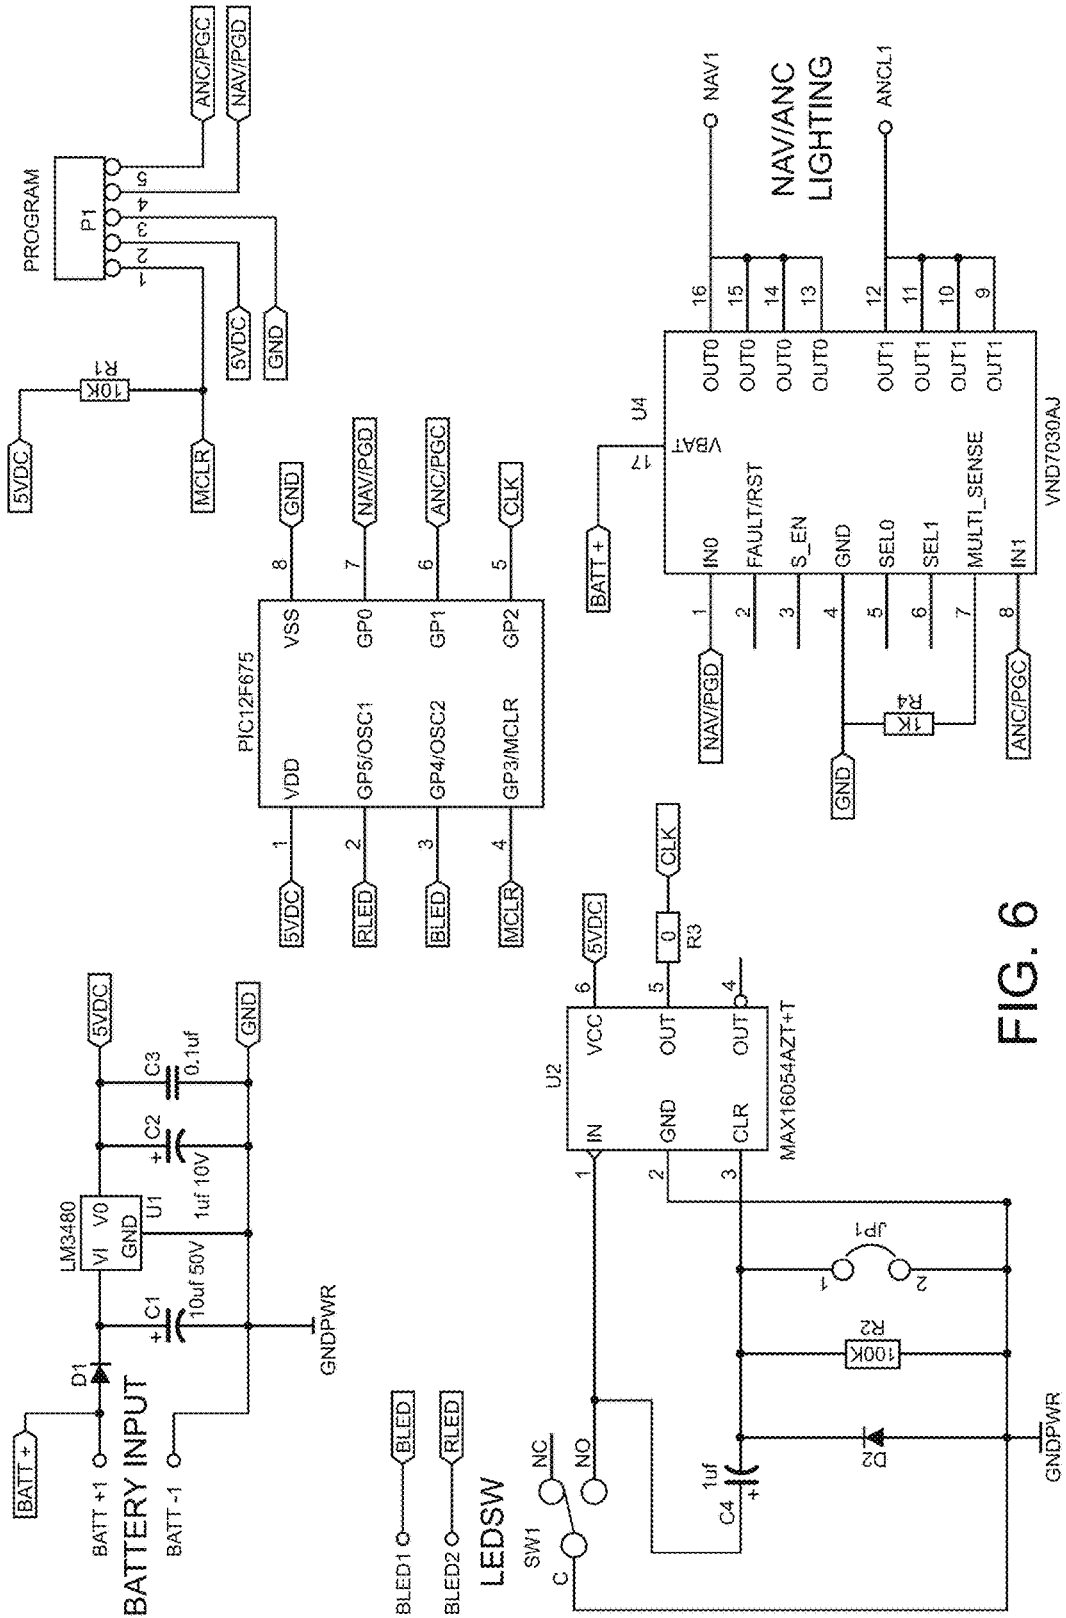 BATT +
BATT +1
BATTERY INPUT
BATT -1
D1
C1
+
10uf 50V
LM3480
VI
V0
GND
U1
C2
+
1uf 10V
C3
0.1uf
5VDC
GND
GNDPWR
5VDC
R1
10K
MCLR
PROGRAM
P1
1
2
3
4
5
5VDC
GND
ANC/PGC
NAV/PGD
PIC12F675
5VDC
1
VDD
RLED
2
GP5/OSC1
BLED
3
GP4/OSC2
MCLR
4
GP3/MCLR
VSS
8
GND
GP0
7
NAV/PGD
GP1
6
ANC/PGC
GP2
5
CLK
BLED1
BLED
BLED2
RLED
LEDSW
SW1
NC
NO
C
C4
1uf
+
D2
R2
100K
JP1
1
2
GNDPWR
U2
1
IN
2
GND
3
CLR
VCC
6
5VDC
OUT
5
0
R3
CLK
OUT
4
MAX16054AZT+T
BATT +
17
VBAT
U4
NAV/PGD
1
IN0
2
FAULT/RST
3
S_EN
GND
4
GND
5
SEL0
6
SEL1
7
MULTI_SENSE
R4
1K
ANC/PGC
8
IN1
OUT0
16
OUT0
15
OUT0
14
OUT0
13
OUT1
12
OUT1
11
OUT1
10
OUT1
9
VND7030AJ
NAV1
NAV/ANC
LIGHTING
ANCL1
FIG. 6